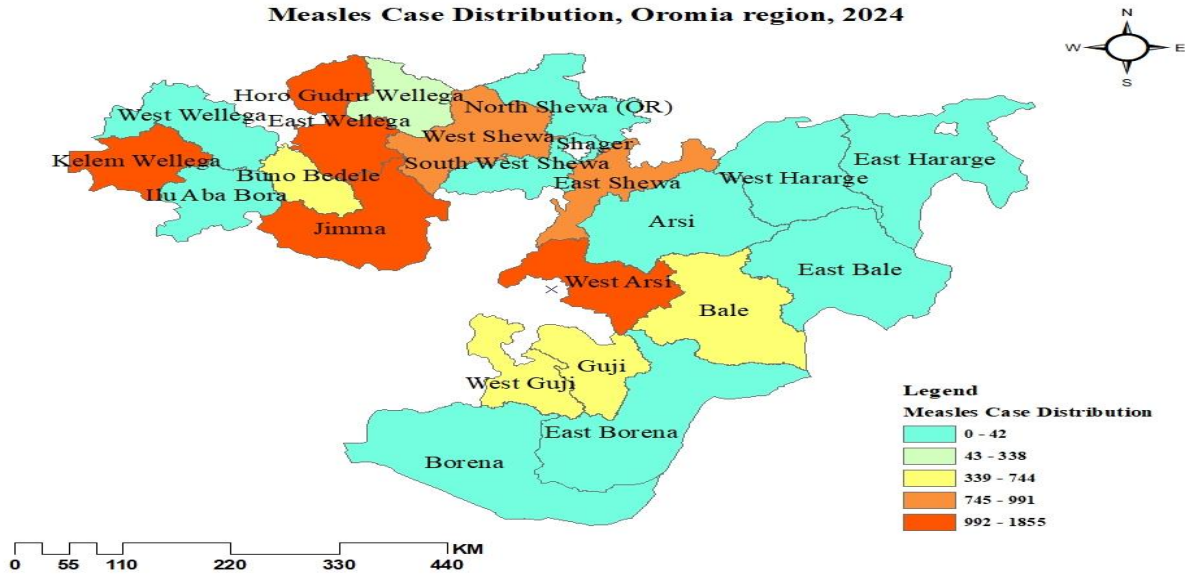 Measles Case Distribution, Oromia region, 2024
N
W E
S
Horo Gudru Wellega
North Shewa (OR)
West Wellega
East Wellega
West Shewa
Shager
Kelem Wellega
South West Shewa
East Hararge
Buno Bedele
East Shewa
West Hararge
Ilu Aba Bora
Arsi
Jimma
East Bale
West Arsi
Bale
Guji
West Guji
East Borena
Borena
Legend
Measles Case Distribution
0 - 42
43 - 338
339 - 744
745 - 991
992 - 1855
KM
0 55 110 220 330 440